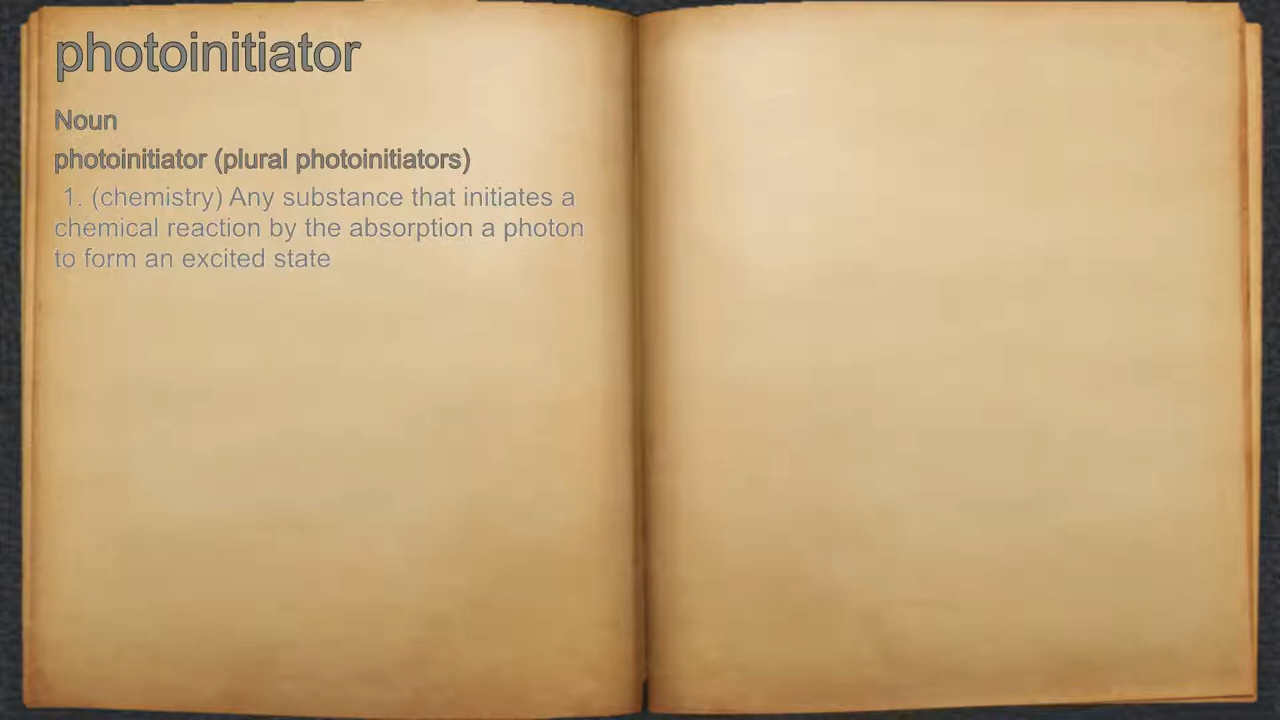 photoinitiator
Noun
photoinitiator (plural photoinitiators)
1. (chemistry) Any substance that initiates a
chemical reaction by the absorption a photon
to form an excited state